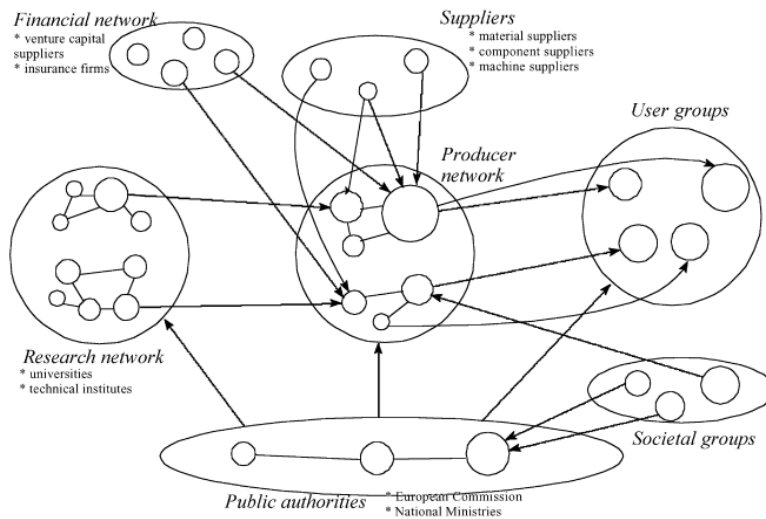 Financial network
* venture capital
suppliers
* insurance firms
Suppliers
* material suppliers
* component suppliers
* machine suppliers
User groups
Producer
network
Research network
* universities
* technical institutes
Societal groups
Public authorities
* European Commission
* National Ministries